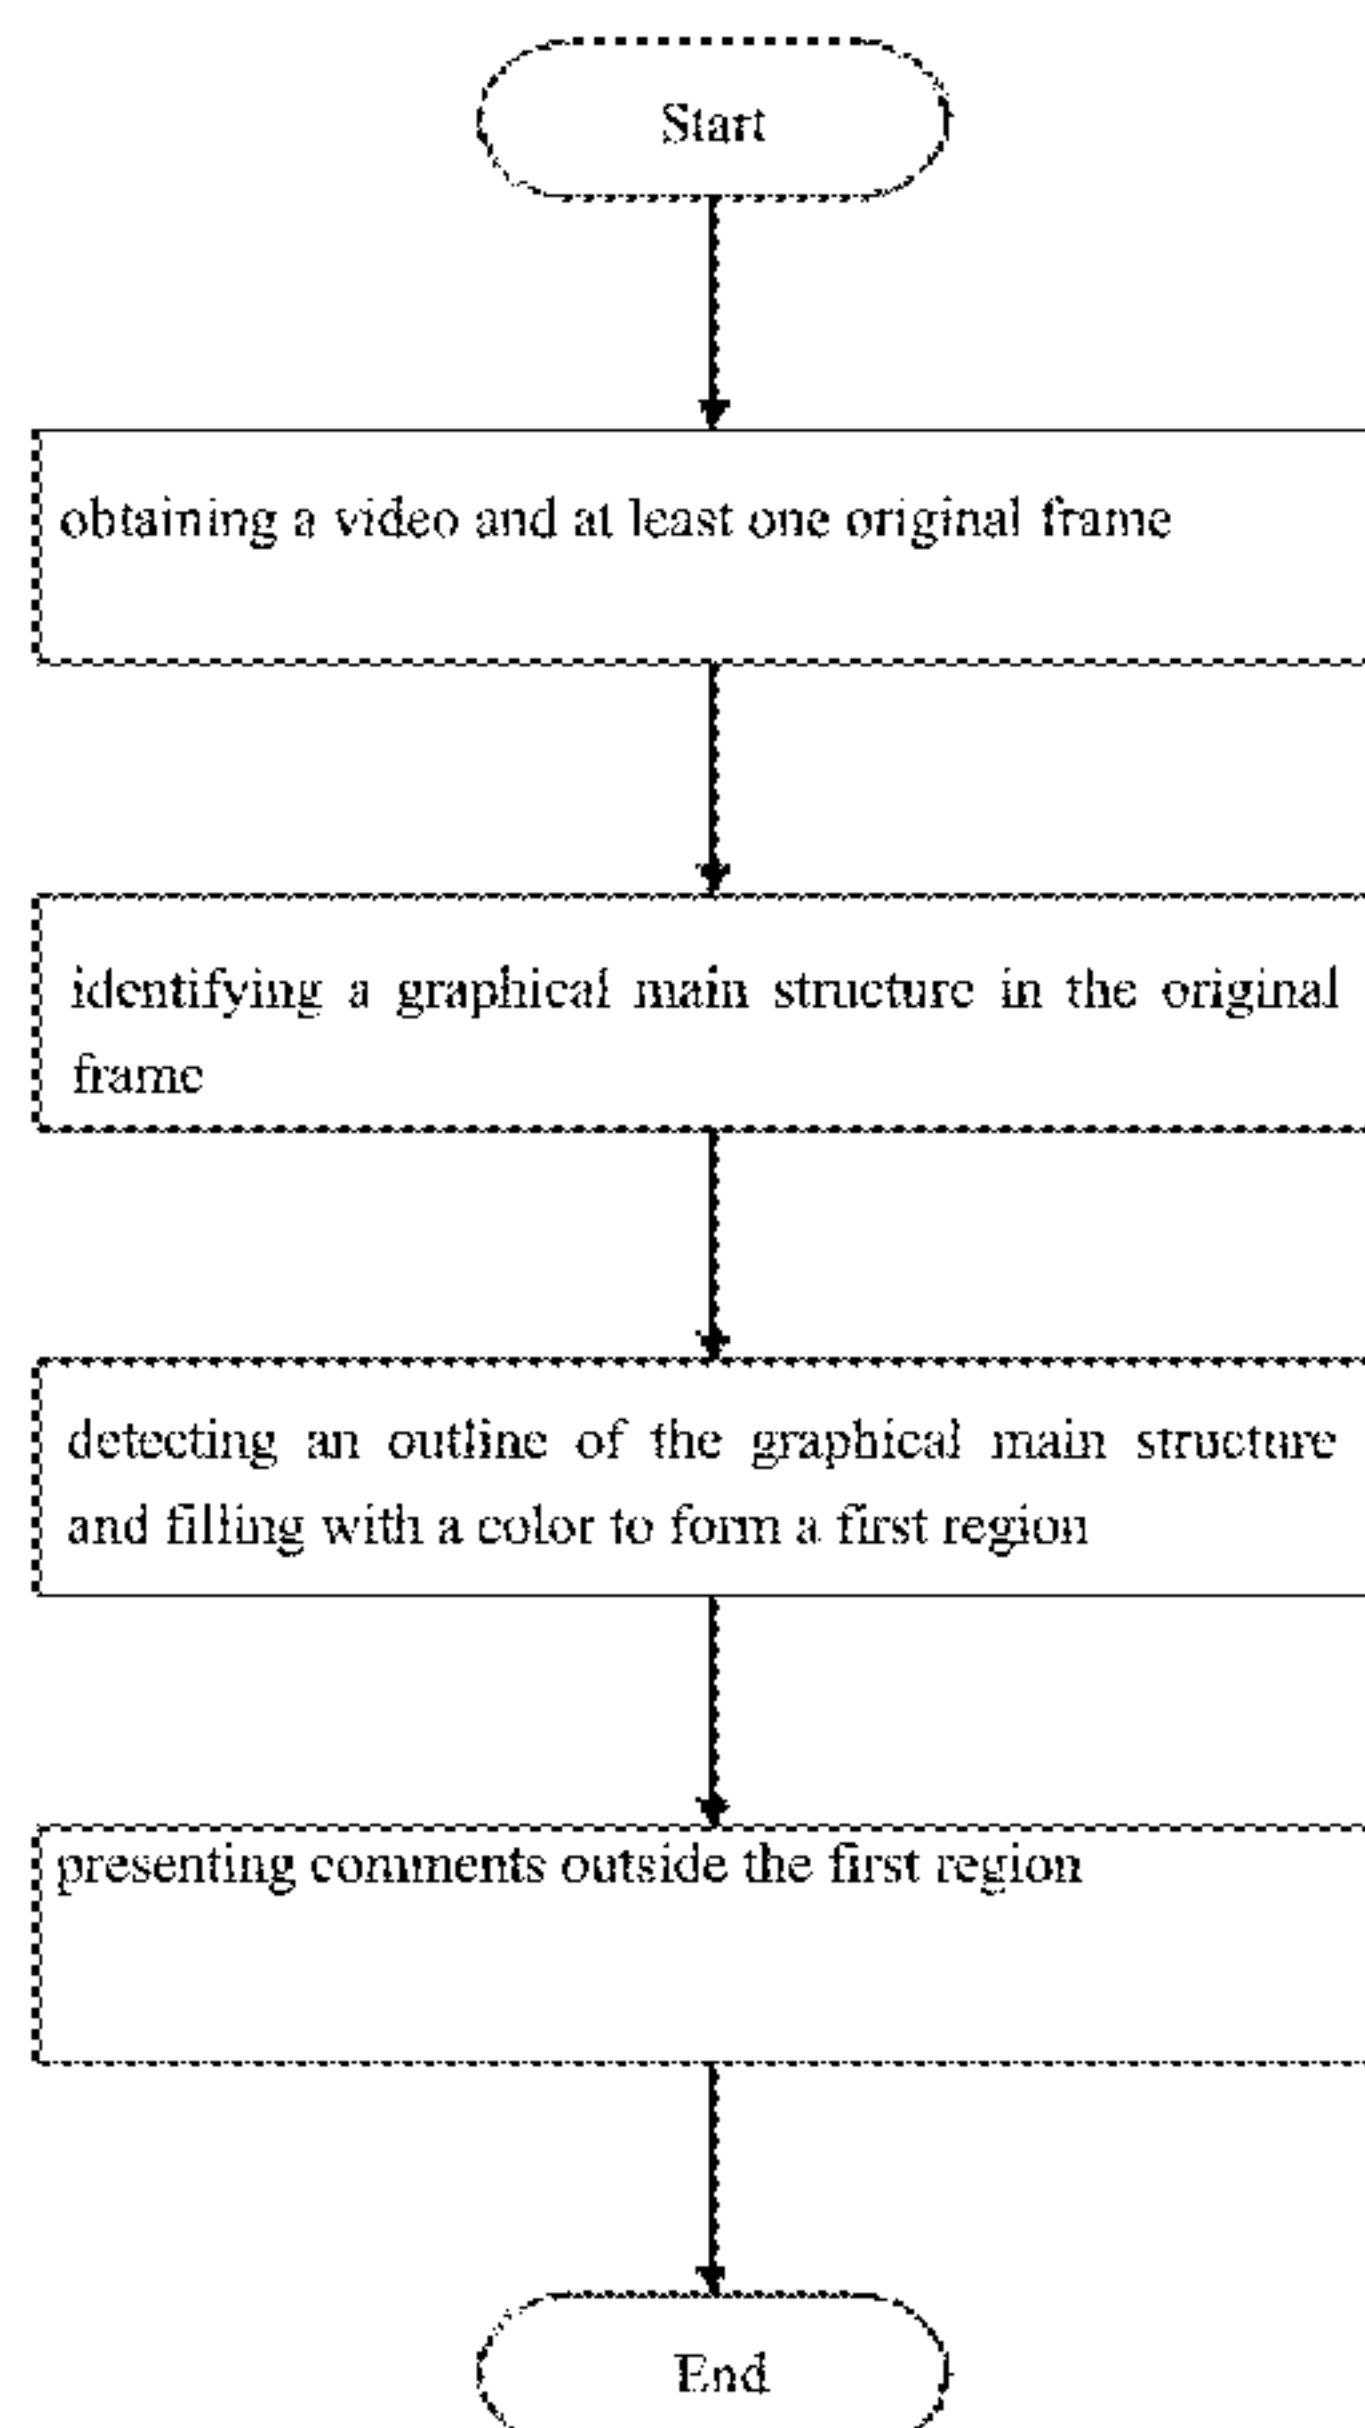 Start
obtaining a video and at least one original frame
identifying a graphical main structure in the original
frame
detecting an outline of the graphical main structure
and filling with a color to form a first region
presenting comments outside the first region
End